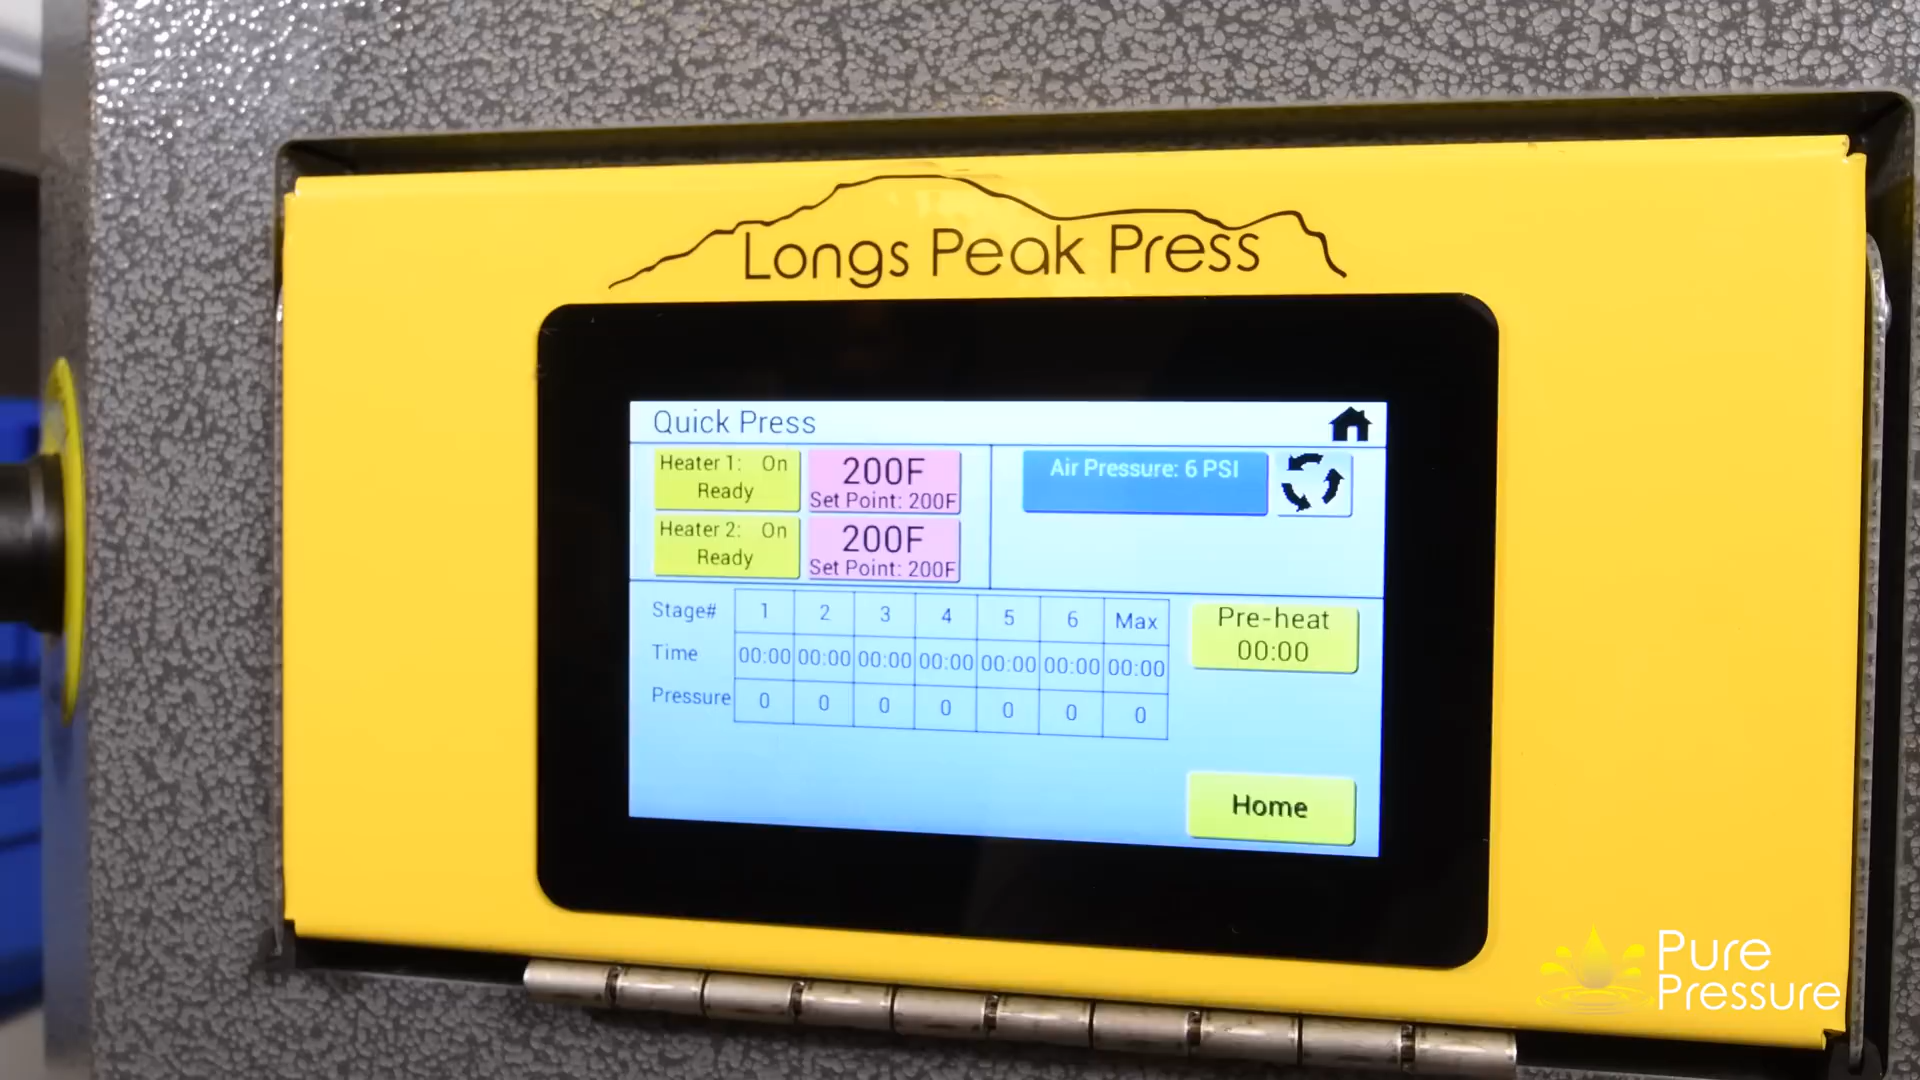 Longs Peak Press
Quick Press
Heater 1: On
Ready
200F
Set Point: 200F
Air Pressure: 6 PSI
Heater 2: On
Ready
200F
Set Point: 200F
Stage# 1 2 3 4 5 6 Max
Time 00:00 00:00 00:00 00:00 00:00 00:00 00:00
Pressure 0 0 0 0 0 0 0
Pre-heat
00:00
Home
Pure
Pressure